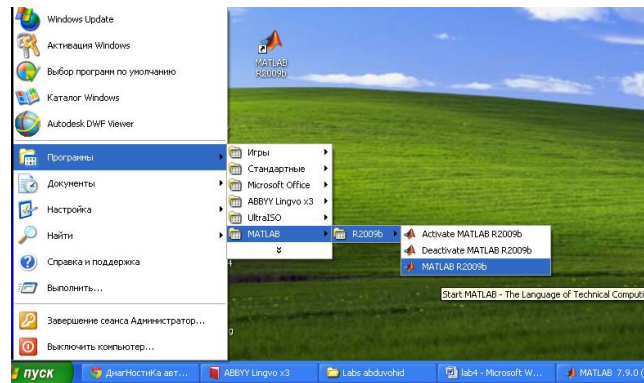 Windows Update
Активация Windows
Выбор программ по умолчанию
Каталог Windows
Autodesk DWF Viewer
Программы
Документы
Настройка
Найти
Справка и поддержка
Выполнить...
Завершение сеанса Администратор...
Выключить компьютер...
MATLAB
R2009b
Игры
Стандартные
Microsoft Office
ABBYY Lingvo x3
UltraISO
MATLAB
R2009b
Activate MATLAB R2009b
Deactivate MATLAB R2009b
MATLAB R2009b
Start MATLAB - The Language of Technical Computi
пуск
ДиагНостиКа авт...
ABBYY Lingvo x3
Labs abduvohid
lab4 - Microsoft W...
MATLAB 7.9.0 (